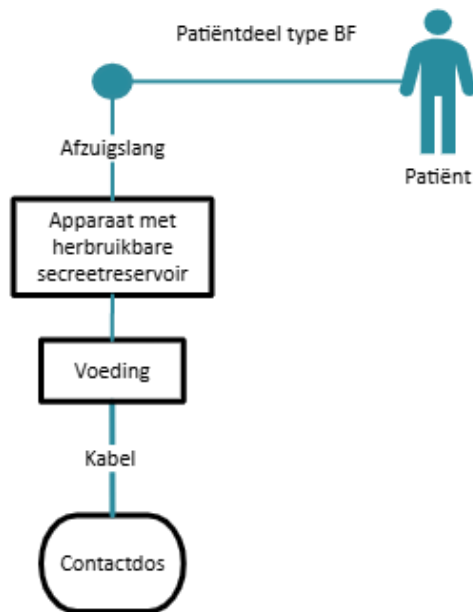 Patiëntdeel type BF
Afzuigslang
Patiënt
Apparaat met
herbruikbare
secreetreservoir
Voeding
Kabel
Contactdos